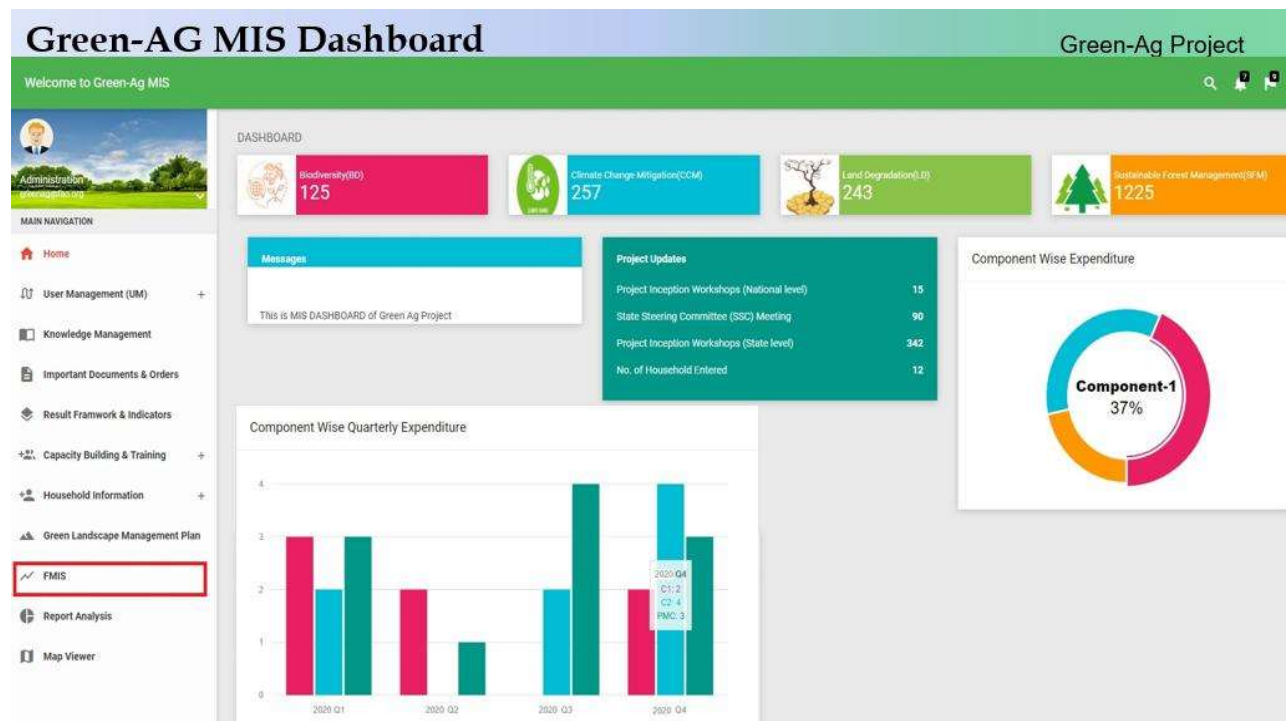 Green-AG MIS Dashboard
Green-Ag Project
Welcome to Green-Ag MIS
7
9
Administration
MAIN NAVIGATION
Home
User Management (UM) +
Knowledge Management
Important Documents & Orders
Result Framwork & Indicators
Capacity Building & Training +
Household Information +
Green Landscape Management Plan
FMIS
Report Analysis
Map Viewer
DASHBOARD
Biodiversity(BD)
125
Climate Change Mitigation(CCM)
257
Land Degradation(LD)
243
Sustainable Forest Management(SFM)
1225
Messages
This is MIS DASHBOARD of Green Ag Project
Project Updates
Project Inception Workshops (National level) 15
State Steering Committee (SSC) Meeting 90
Project Inception Workshops (State level) 342
No. of Household Entered 12
Component Wise Expenditure
Component-1
37%
Component Wise Quarterly Expenditure
4
3
2
1
0
2020 Q4
C1: 2
C2: 4
PMC: 3
2020 Q1 2020 Q2 2020 Q3 2020 Q4